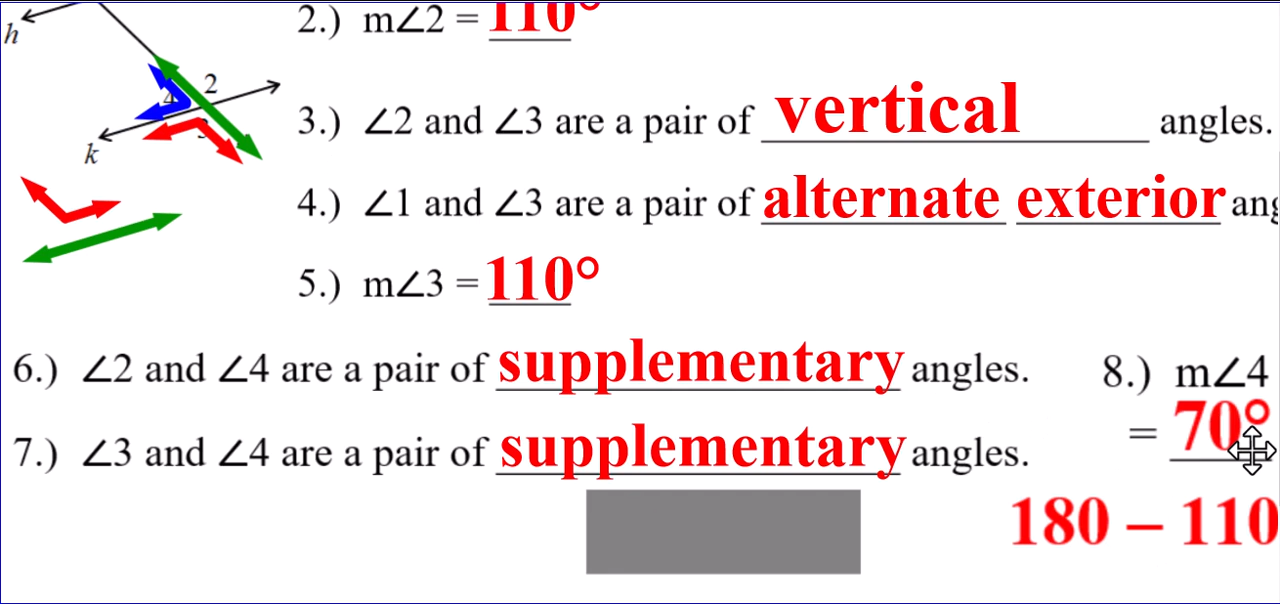 h
2.) m∠2 = 110°
2
4
3.) ∠2 and ∠3 are a pair of vertical angles.
k
4.) ∠1 and ∠3 are a pair of alternate exterior
5.) m∠3 = 110°
6.) ∠2 and ∠4 are a pair of supplementary angles.
8.) m∠4
= 70°
7.) ∠3 and ∠4 are a pair of supplementary angles.
180 – 110